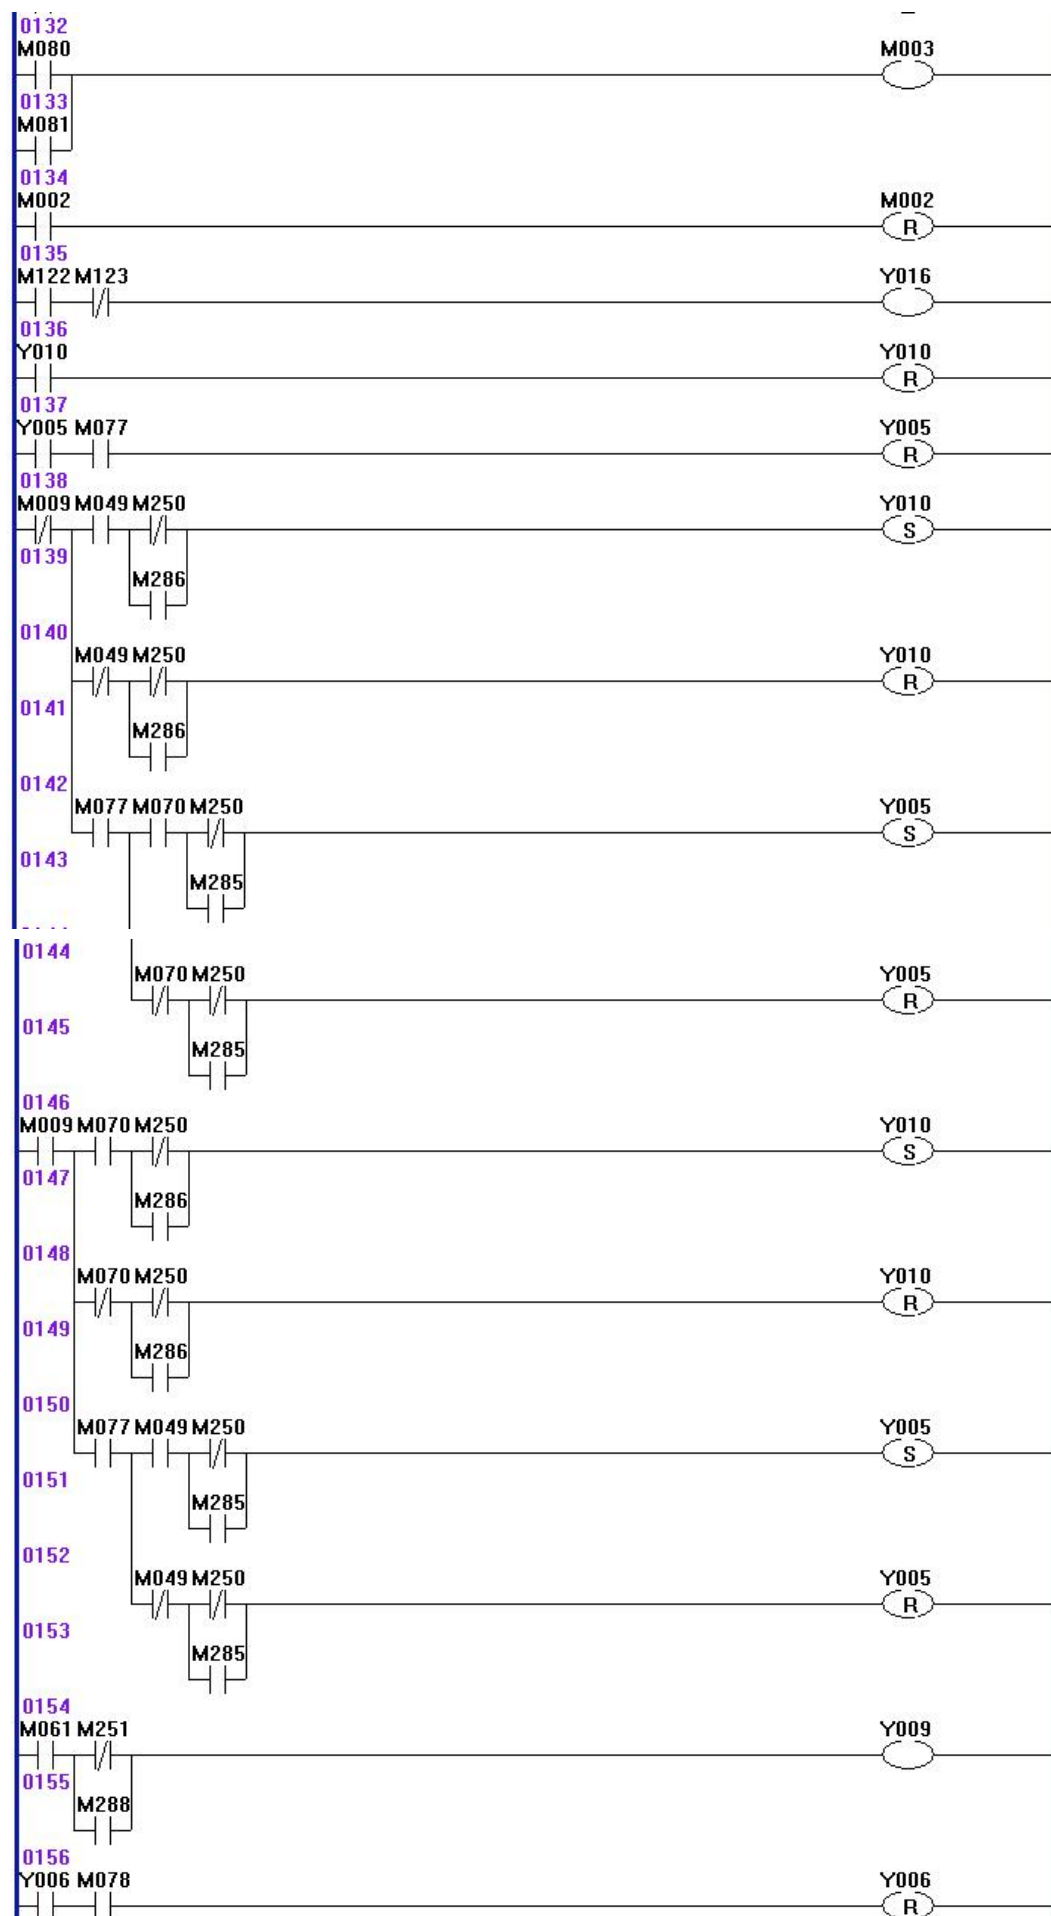 0132
M080 M003
0133
M081
0134
M002 M002
R
0135
M122 M123 Y016
0136
Y010 Y010
R
0137
Y005 M077 Y005
R
0138
M009 M049 M250 Y010
S
0139
M286
0140
M049 M250 Y010
R
0141
M286
0142
M077 M070 M250 Y005
S
0143
M285
0144
M070 M250 Y005
R
0145
M285
0146
M009 M070 M250 Y010
S
0147
M286
0148
M070 M250 Y010
R
0149
M286
0150
M077 M049 M250 Y005
S
0151
M285
0152
M049 M250 Y005
R
0153
M285
0154
M061 M251 Y009
0155
M288
0156
Y006 M078 Y006
R